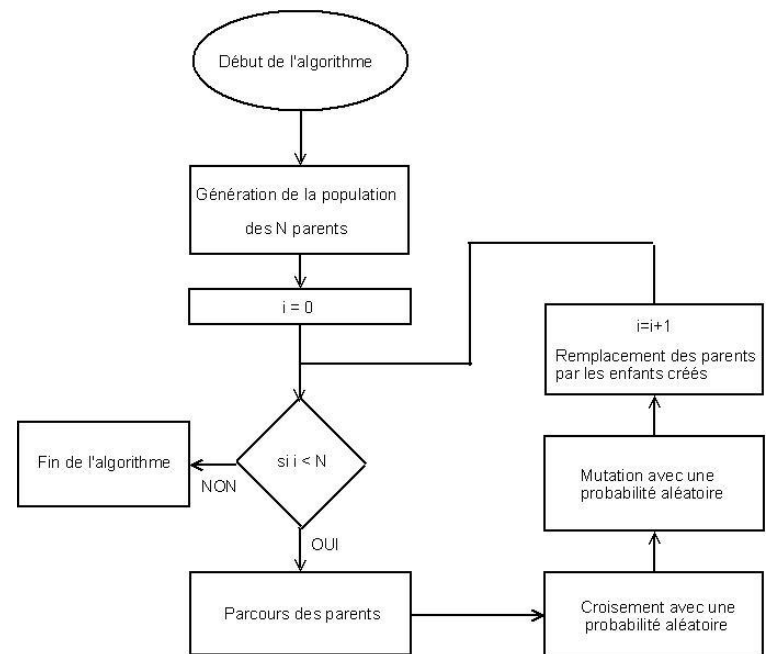 Début de l'algorithme
Génération de la population
des N parents
i = 0
si i < N
NON
Fin de l'algorithme
OUI
Parcours des parents
Croisement avec une
probabilité aléatoire
Mutation avec une
probabilité aléatoire
i=i+1
Remplacement des parents
par les enfants créés